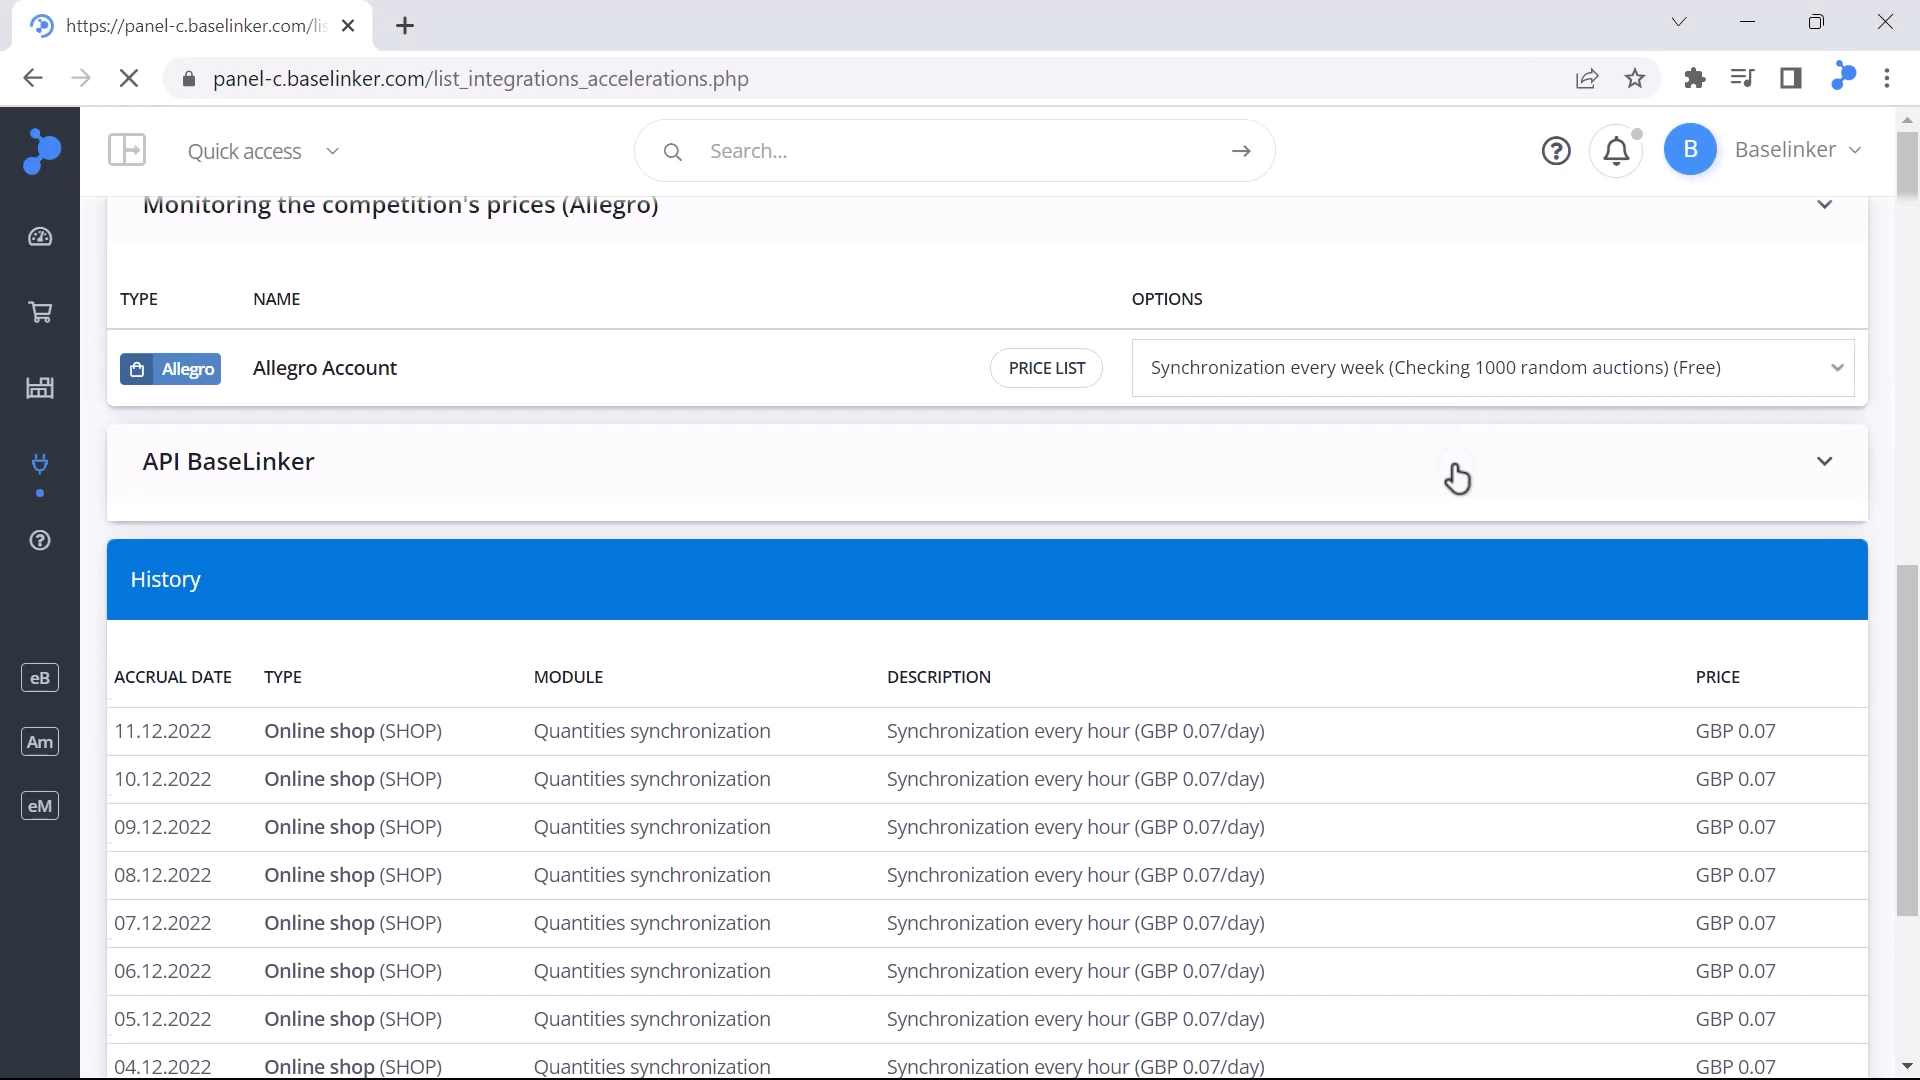 https://panel-c.baselinker.com/lis
panel-c.baselinker.com/list_integrations_accelerations.php
Quick access
Search...
B
Baselinker
Monitoring the competition's prices (Allegro)
TYPE NAME OPTIONS
Allegro Allegro Account PRICE LIST Synchronization every week (Checking 1000 random auctions) (Free)
API BaseLinker
History
ACCRUAL DATE TYPE MODULE DESCRIPTION PRICE
11.12.2022 Online shop (SHOP) Quantities synchronization Synchronization every hour (GBP 0.07/day) GBP 0.07
10.12.2022 Online shop (SHOP) Quantities synchronization Synchronization every hour (GBP 0.07/day) GBP 0.07
09.12.2022 Online shop (SHOP) Quantities synchronization Synchronization every hour (GBP 0.07/day) GBP 0.07
08.12.2022 Online shop (SHOP) Quantities synchronization Synchronization every hour (GBP 0.07/day) GBP 0.07
07.12.2022 Online shop (SHOP) Quantities synchronization Synchronization every hour (GBP 0.07/day) GBP 0.07
06.12.2022 Online shop (SHOP) Quantities synchronization Synchronization every hour (GBP 0.07/day) GBP 0.07
05.12.2022 Online shop (SHOP) Quantities synchronization Synchronization every hour (GBP 0.07/day) GBP 0.07
04.12.2022 Online shop (SHOP) Quantities synchronization Synchronization every hour (GBP 0.07/day) GBP 0.07
eB
Am
eM